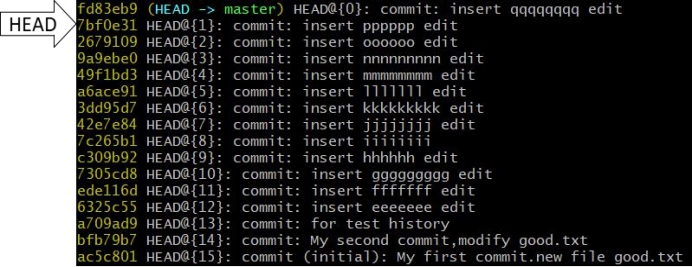 HEAD
fd83eb9 (HEAD -> master) HEAD@{0}: commit: insert qqqqqqqq edit
7bf0e31 HEAD@{1}: commit: insert pppppp edit
2679109 HEAD@{2}: commit: insert oooooo edit
9a9ebe0 HEAD@{3}: commit: insert nnnnnnnnn edit
49f1bd3 HEAD@{4}: commit: insert mmmmmmmmm edit
a6ace91 HEAD@{5}: commit: insert lllllll edit
3dd95d7 HEAD@{6}: commit: insert kkkkkkkkk edit
42e7e84 HEAD@{7}: commit: insert jjjjjjjj edit
7c265b1 HEAD@{8}: commit: insert iiiiiiii
c309b92 HEAD@{9}: commit: insert hhhhhh edit
7305cd8 HEAD@{10}: commit: insert ggggggggg edit
ede116d HEAD@{11}: commit: insert fffffff edit
6325c55 HEAD@{12}: commit: insert eeeeeee edit
a709ad9 HEAD@{13}: commit: for test history
bfb79b7 HEAD@{14}: commit: My second commit,modify good.txt
ac5c801 HEAD@{15}: commit (initial): My first commit.new file good.txt